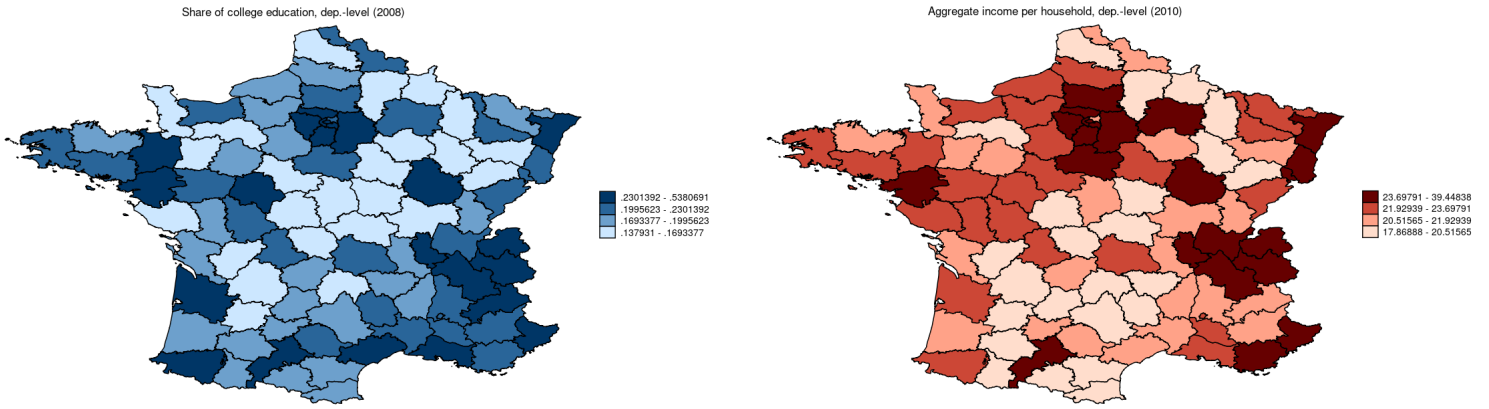 Share of college education, dep.-level (2008)
.2301392 - .5380691
.1995623 - .2301392
.1693377 - .1995623
.137931 - .1693377
Aggregate income per household, dep.-level (2010)
23.69791 - 39.44838
21.92939 - 23.69791
20.51565 - 21.92939
17.86888 - 20.51565